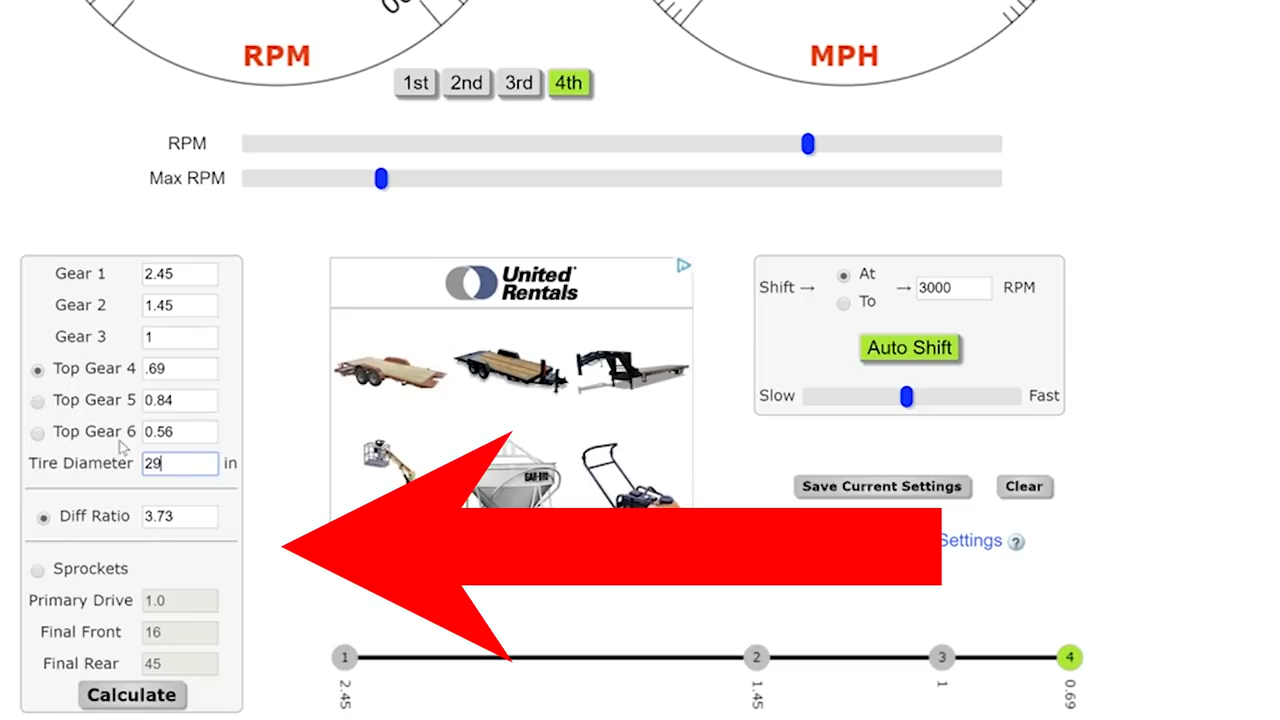 00
RPM
MPH
1st 2nd 3rd 4th
RPM
Max RPM
Gear 1 2.45
Gear 2 1.45
Gear 3 1
Top Gear 4 .69
Top Gear 5 0.84
Top Gear 6 0.56
Tire Diameter 29 in
Diff Ratio 3.73
Sprockets
Primary Drive 1.0
Final Front 16
Final Rear 45
Calculate
United
Rentals
Shift → At
To → 3000 RPM
Auto Shift
Slow Fast
Save Current Settings Clear
Settings ?
1 2 3 4
2.45 1.45 1 0.69